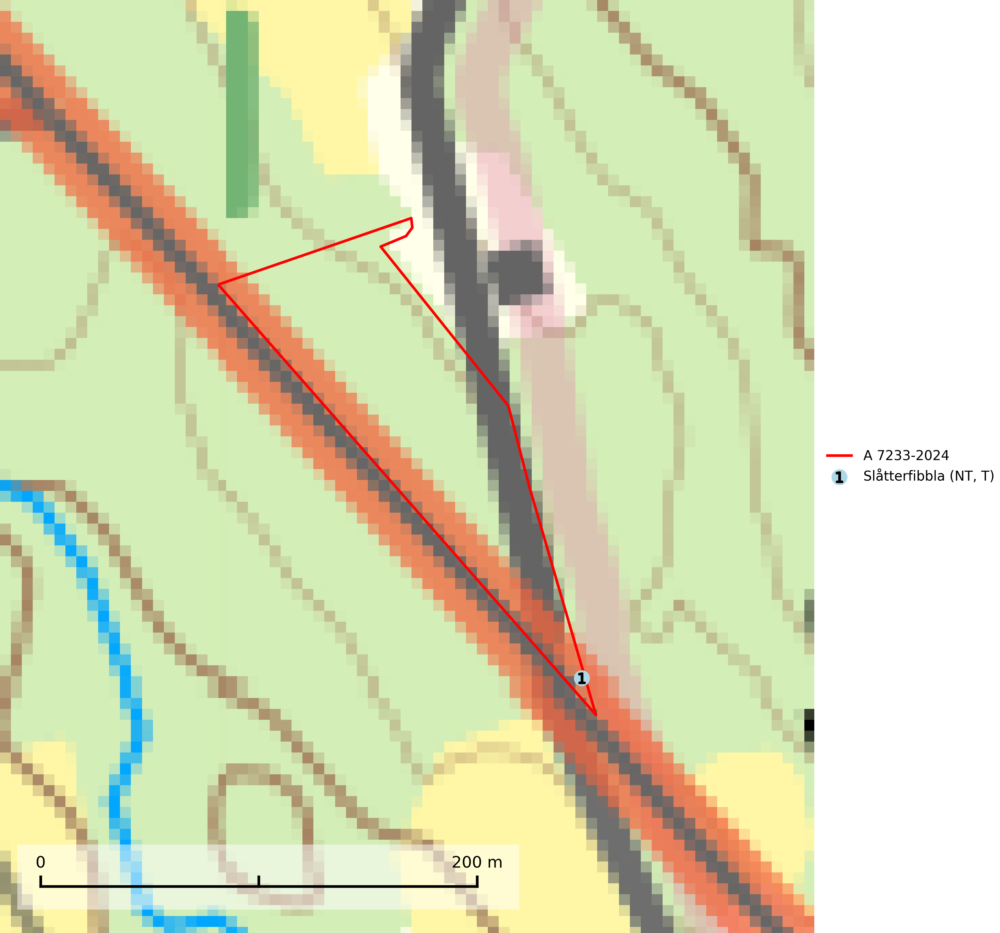 A 7233-2024
1 Slåtterfibbla (NT, T)
1
0 200 m